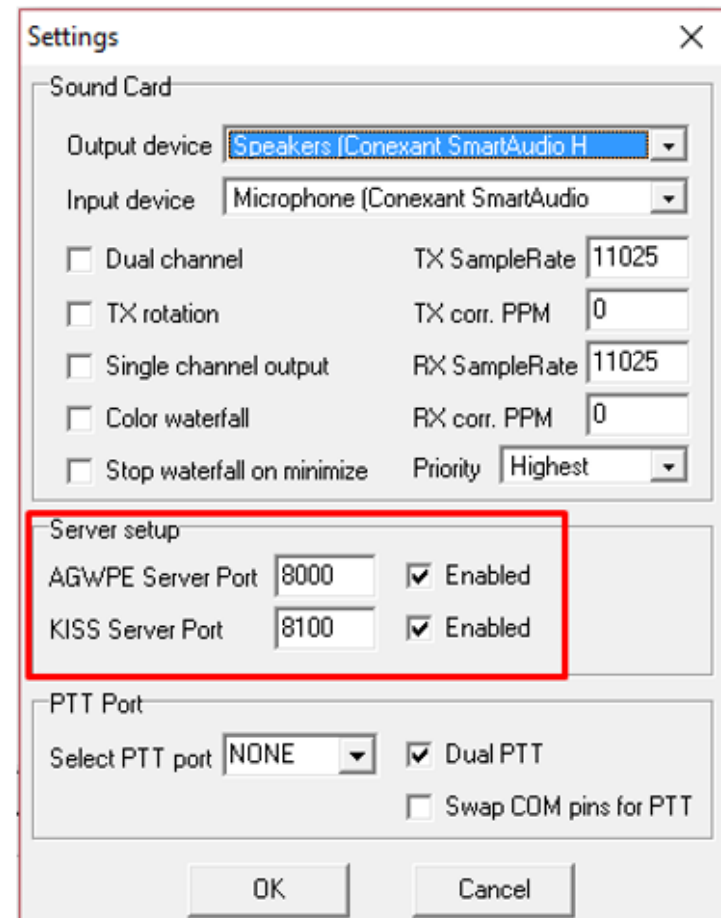 Settings
Sound Card
Output device Speakers (Conexant SmartAudio H
Input device Microphone (Conexant SmartAudio
Dual channel TX SampleRate 11025
TX rotation TX corr. PPM 0
Single channel output RX SampleRate 11025
Color waterfall RX corr. PPM 0
Stop waterfall on minimize Priority Highest
Server setup
AGWPE Server Port 8000 Enabled
KISS Server Port 8100 Enabled
PTT Port
Select PTT port NONE Dual PTT
Swap COM pins for PTT
OK Cancel